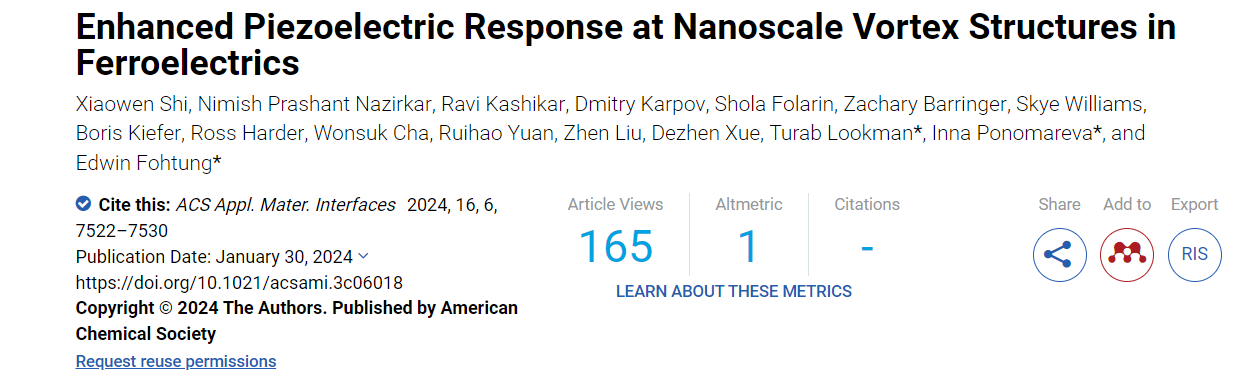 Enhanced Piezoelectric Response at Nanoscale Vortex Structures in
Ferroelectrics
Xiaowen Shi, Nimish Prashant Nazirkar, Ravi Kashikar, Dmitry Karpov, Shola Folarin, Zachary Barringer, Skye Williams,
Boris Kiefer, Ross Harder, Wonsuk Cha, Ruihao Yuan, Zhen Liu, Dezhen Xue, Turab Lookman*, Inna Ponomareva*, and
Edwin Fohtung*
Cite this: ACS Appl. Mater. Interfaces 2024, 16, 6,
7522–7530
Publication Date: January 30, 2024
https://doi.org/10.1021/acsami.3c06018
Copyright © 2024 The Authors. Published by American
Chemical Society
Request reuse permissions
Article Views
165
Altmetric
1
Citations
-
LEARN ABOUT THESE METRICS
Share
Add to
Export
RIS